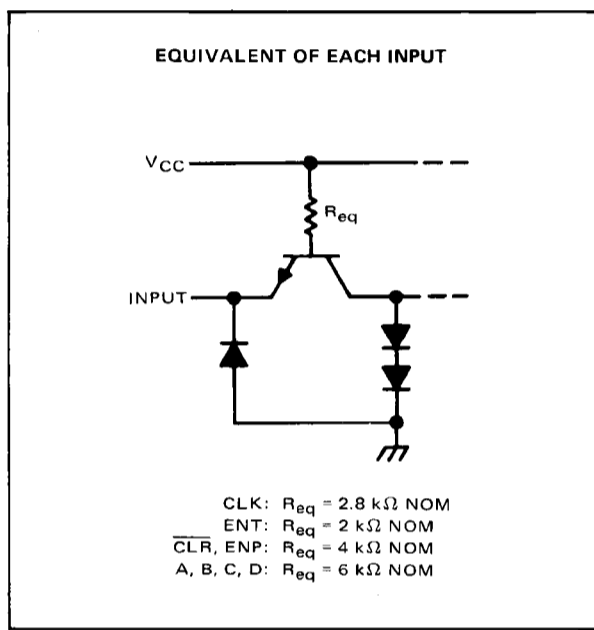 EQUIVALENT OF EACH INPUT
VCC
Req
INPUT
CLK: Req = 2.8 kΩ NOM
ENT: Req = 2 kΩ NOM
C̅L̅R̅, ENP: Req = 4 kΩ NOM
A, B, C, D: Req = 6 kΩ NOM